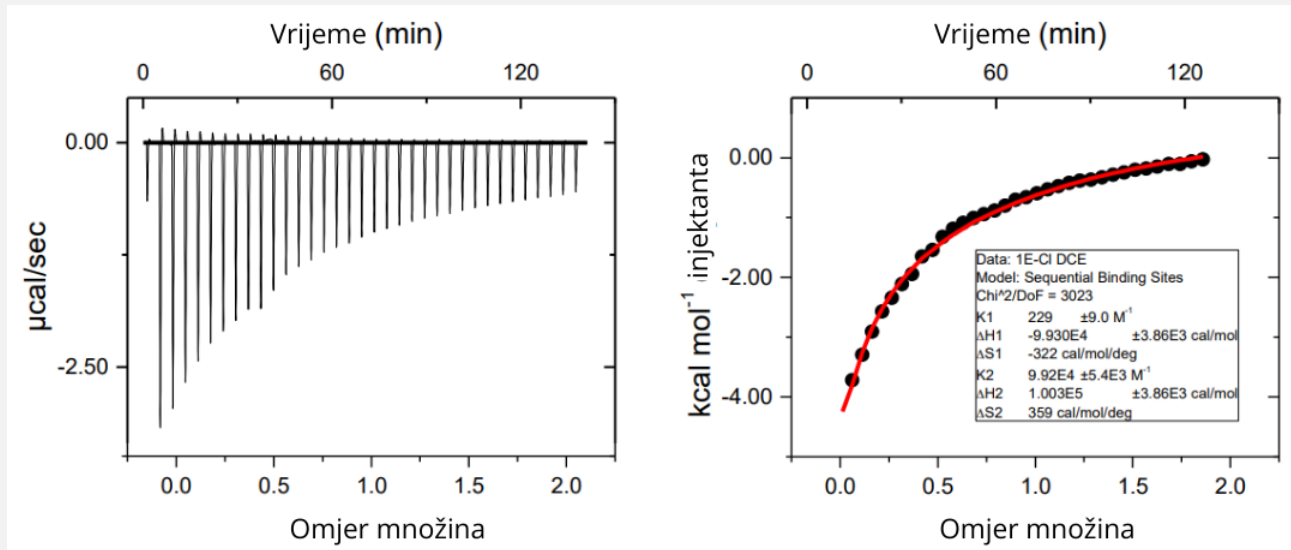 Vrijeme (min)
0 60 120
0.00
-2.50
µcal/sec
0.0 0.5 1.0 1.5 2.0
Omjer množina
Vrijeme (min)
0 60 120
0.00
-2.00
-4.00
kcal mol⁻¹ injektanta
Data: 1E-Cl DCE
Model: Sequential Binding Sites
Chi^2/DoF = 3023
K1 229 ±9.0 M⁻¹
ΔH1 -9.930E4 ±3.86E3 cal/mol
ΔS1 -322 cal/mol/deg
K2 9.92E4 ±5.4E3 M⁻¹
ΔH2 1.003E5 ±3.86E3 cal/mol
ΔS2 359 cal/mol/deg
0.0 0.5 1.0 1.5 2.0
Omjer množina